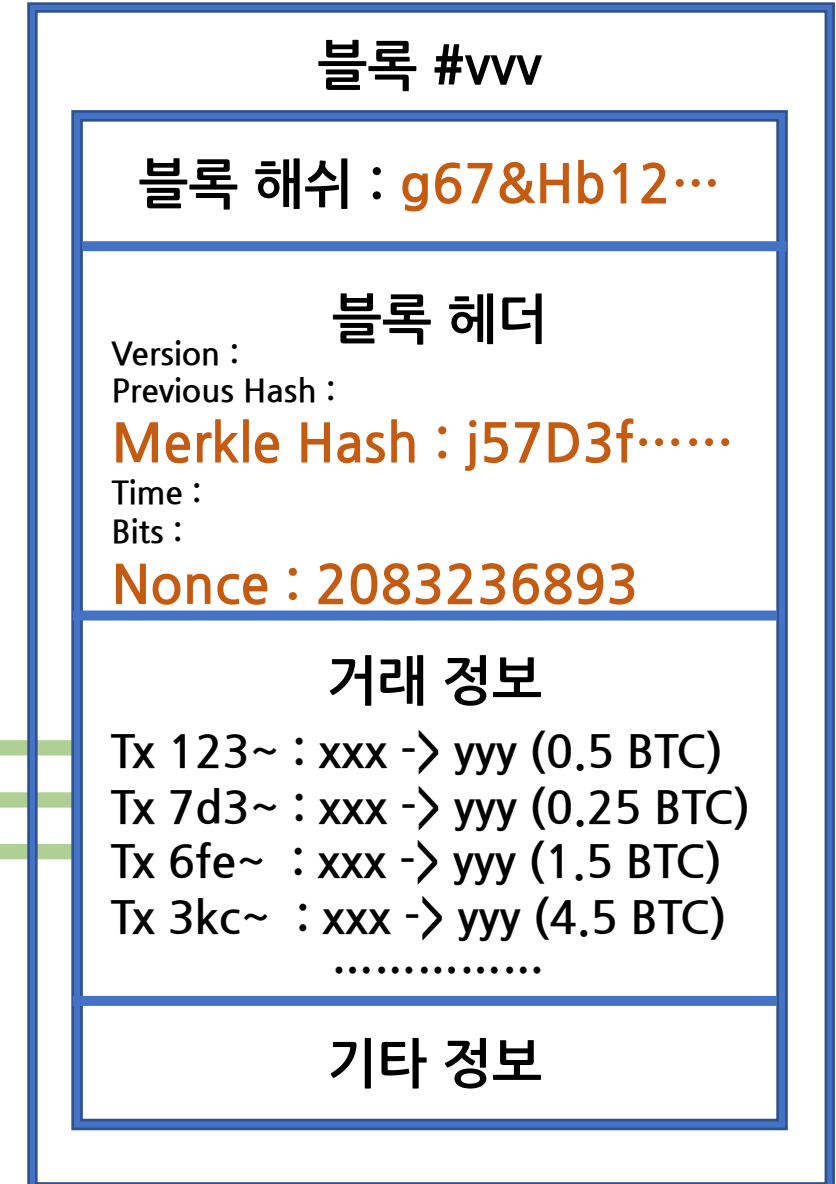 블록 #vvv
블록 해쉬 : g67&Hb12…
블록 헤더
Version :
Previous Hash :
Merkle Hash : j57D3f……
Time :
Bits :
Nonce : 2083236893
거래 정보
Tx 123~ : xxx -> yyy (0.5 BTC)
Tx 7d3~ : xxx -> yyy (0.25 BTC)
Tx 6fe~ : xxx -> yyy (1.5 BTC)
Tx 3kc~ : xxx -> yyy (4.5 BTC)
……………
기타 정보